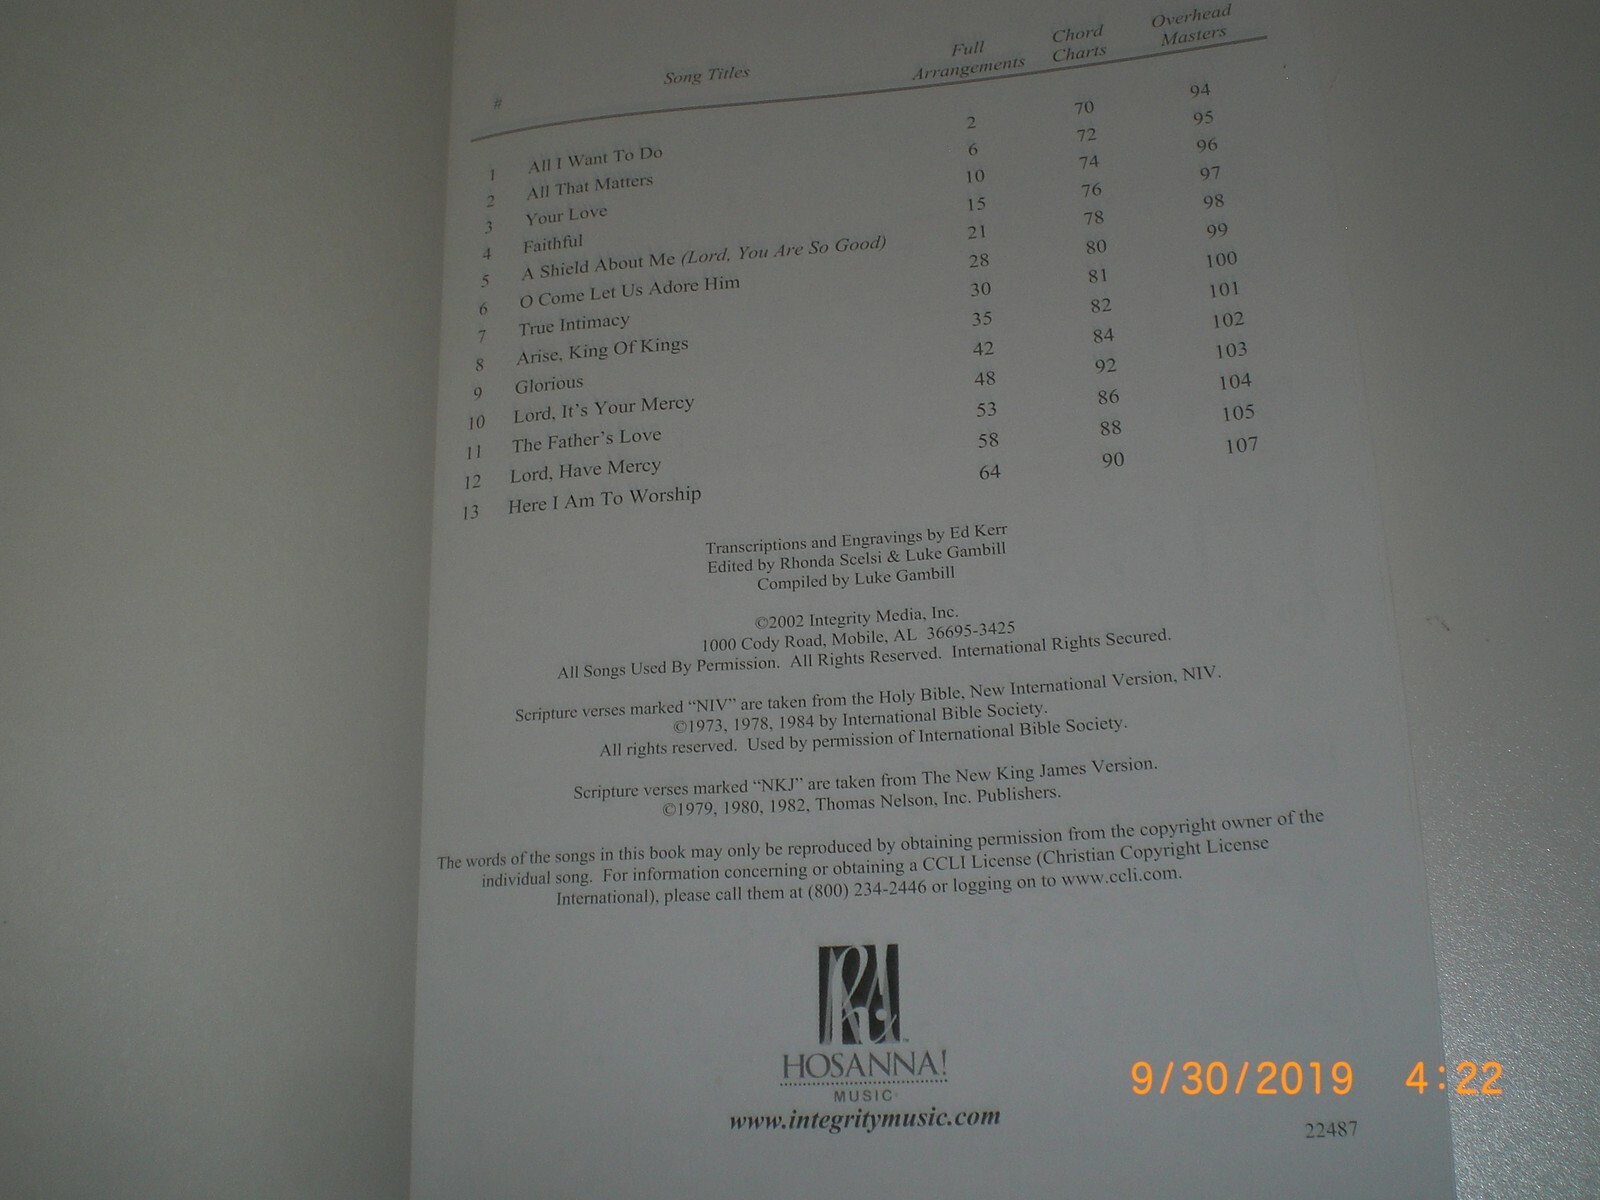 # Song Titles Full Arrangements Chord Charts Overhead Masters
1 All I Want To Do 2 70 94
2 All That Matters 6 72 95
3 Your Love 10 74 96
4 Faithful 15 76 97
5 A Shield About Me (Lord, You Are So Good) 21 78 98
6 O Come Let Us Adore Him 28 80 99
7 True Intimacy 30 81 100
8 Arise, King Of Kings 35 82 101
9 Glorious 42 84 102
10 Lord, It's Your Mercy 48 92 103
11 The Father's Love 53 86 104
12 Lord, Have Mercy 58 88 105
13 Here I Am To Worship 64 90 107
Transcriptions and Engravings by Ed Kerr
Edited by Rhonda Scelsi & Luke Gambill
Compiled by Luke Gambill
©2002 Integrity Media, Inc.
1000 Cody Road, Mobile, AL 36695-3425
All Songs Used By Permission. All Rights Reserved. International Rights Secured.
Scripture verses marked “NIV” are taken from the Holy Bible, New International Version, NIV.
©1973, 1978, 1984 by International Bible Society.
All rights reserved. Used by permission of International Bible Society.
Scripture verses marked “NKJ” are taken from The New King James Version.
©1979, 1980, 1982, Thomas Nelson, Inc. Publishers.
The words of the songs in this book may only be reproduced by obtaining permission from the copyright owner of the
individual song. For information concerning or obtaining a CCLI License (Christian Copyright License
International), please call them at (800) 234-2446 or logging on to www.ccli.com.
h!
HOSANNA!
MUSIC
www.integritymusic.com
9/30/2019 4:22
22487